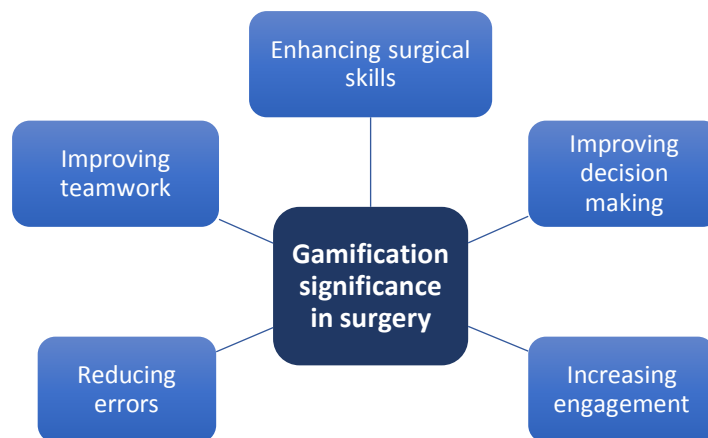 Enhancing surgical
skills
Improving
teamwork
Improving
decision
making
Gamification
significance
in surgery
Reducing
errors
Increasing
engagement